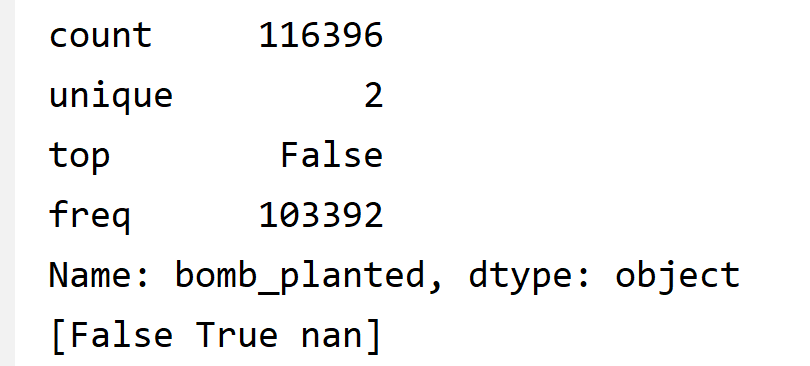 count     116396
unique         2
top        False
freq      103392
Name: bomb_planted, dtype: object
[False True nan]